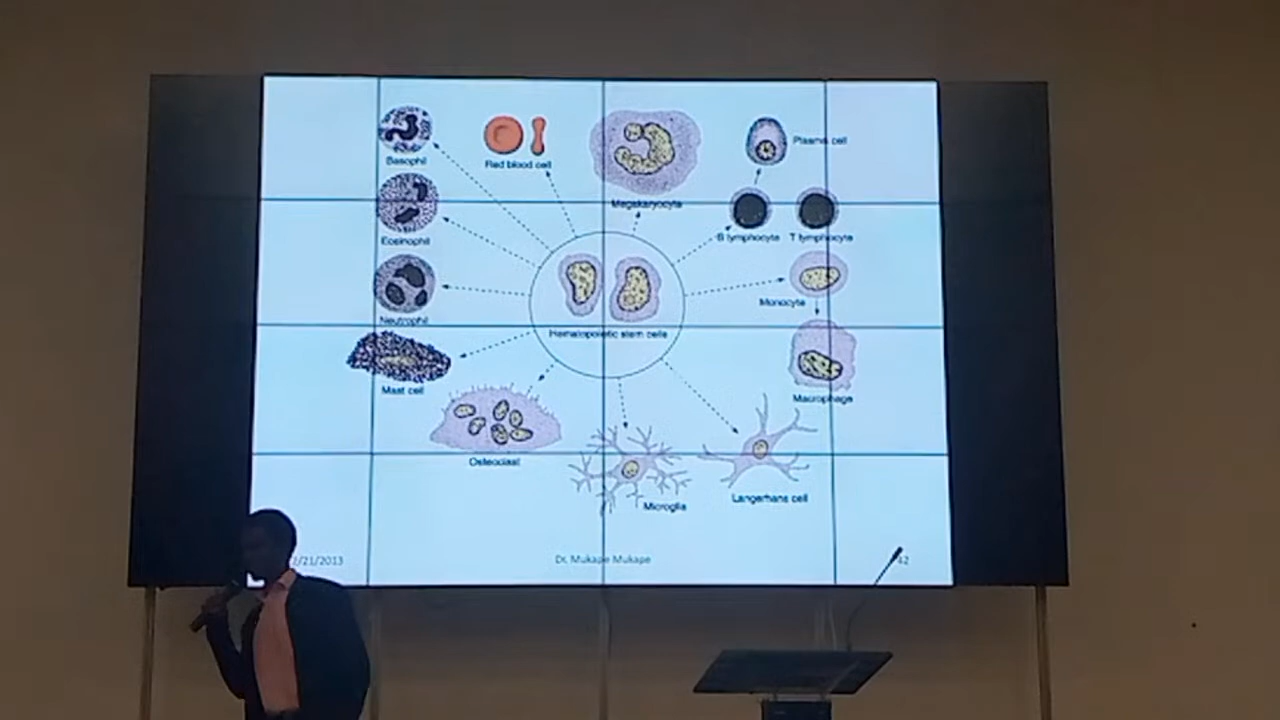 Basophil
Red blood cell
Megakaryocyte
Plasma cell
Eosinophil
B lymphocyte
T lymphocyte
Neutrophil
Hematopoietic stem cells
Monocyte
Mast cell
Macrophage
Osteoclast
Microglia
Langerhans cell
/21/2013
Dr. Mukape Mukape
42